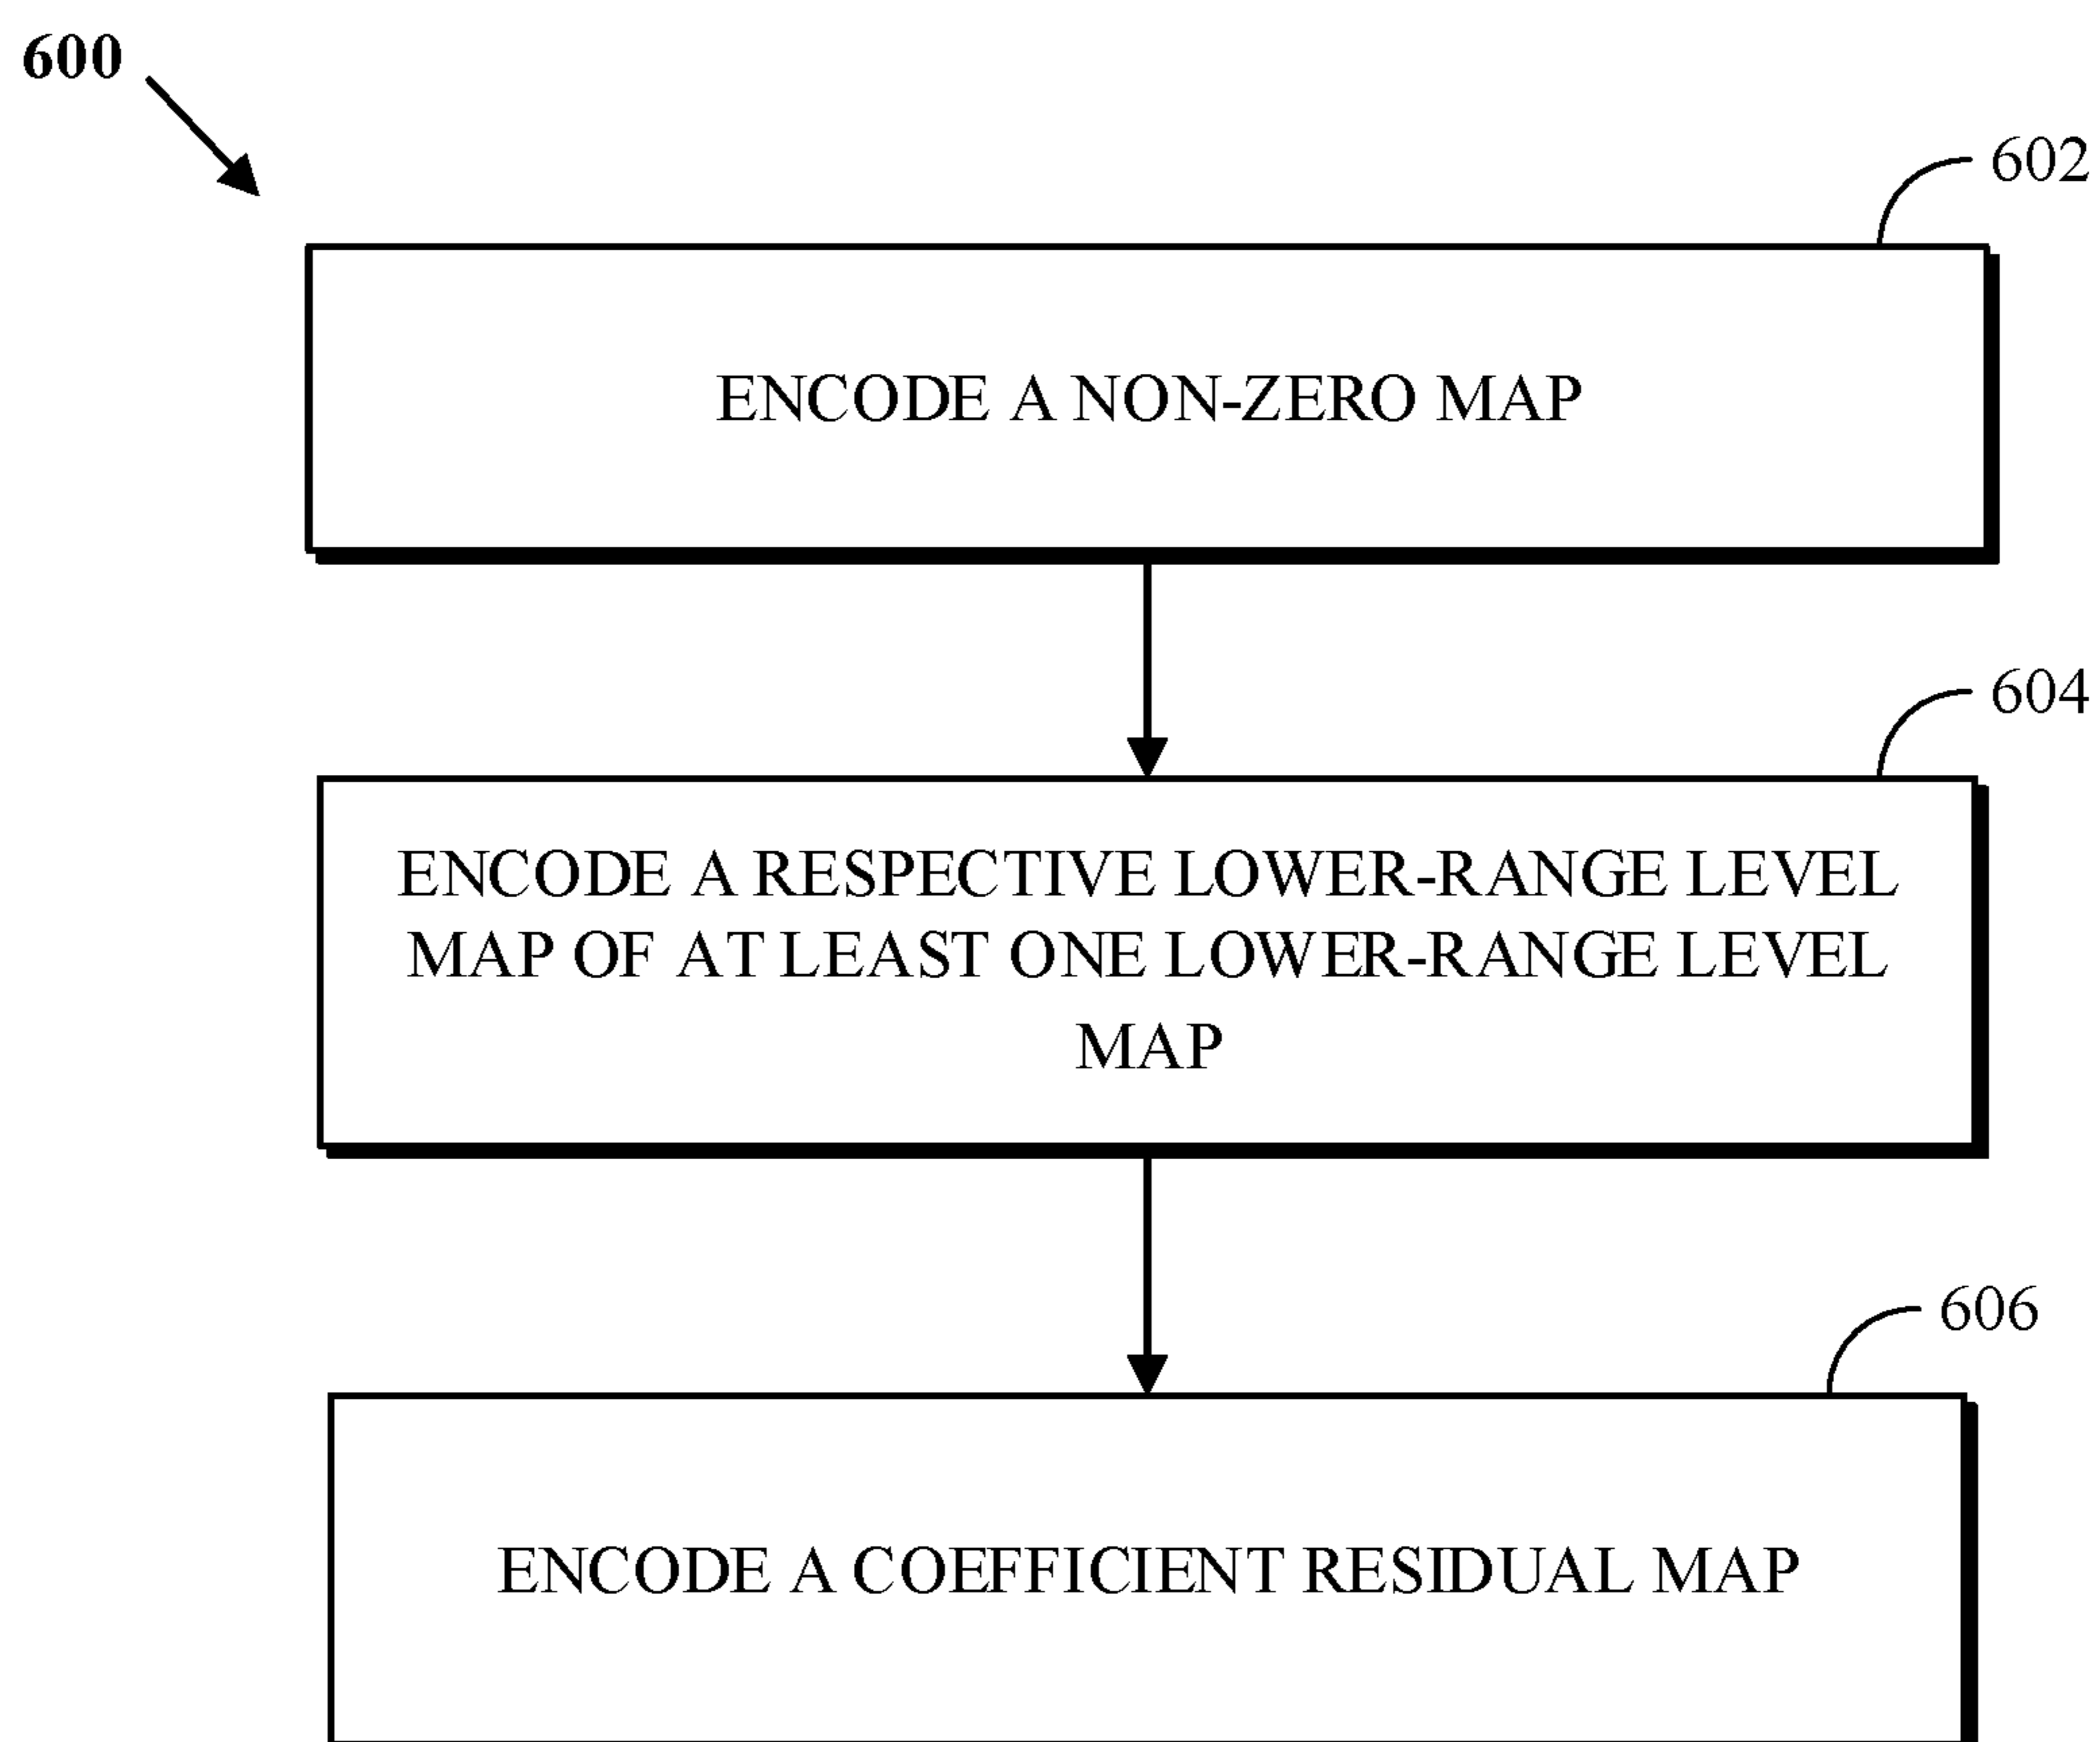 600
602
ENCODE A NON-ZERO MAP
604
ENCODE A RESPECTIVE LOWER-RANGE LEVEL
MAP OF AT LEAST ONE LOWER-RANGE LEVEL
MAP
606
ENCODE A COEFFICIENT RESIDUAL MAP